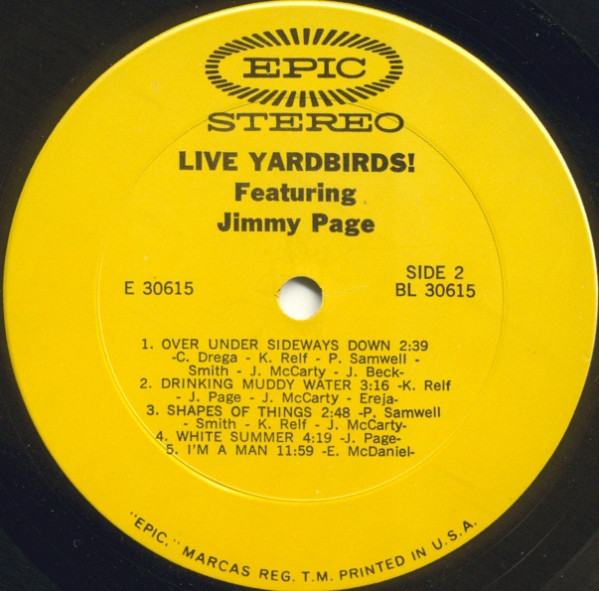 EPIC
STEREO
LIVE YARDBIRDS!
Featuring
Jimmy Page
E 30615
SIDE 2
BL 30615
1. OVER UNDER SIDEWAYS DOWN 2:39
-C. Drega - K. Relf - P. Samwell -
Smith - J. McCarty - J. Beck-
2. DRINKING MUDDY WATER 3:16 -K. Relf
- J. Page - J. McCarty - Ereja-
3. SHAPES OF THINGS 2:48 -P. Samwell
- Smith - K. Relf - J. McCarty-
4. WHITE SUMMER 4:19 -J. Page-
5. I'M A MAN 11:59 -E. McDaniel-
"EPIC," MARCAS REG. T.M. PRINTED IN U.S.A.